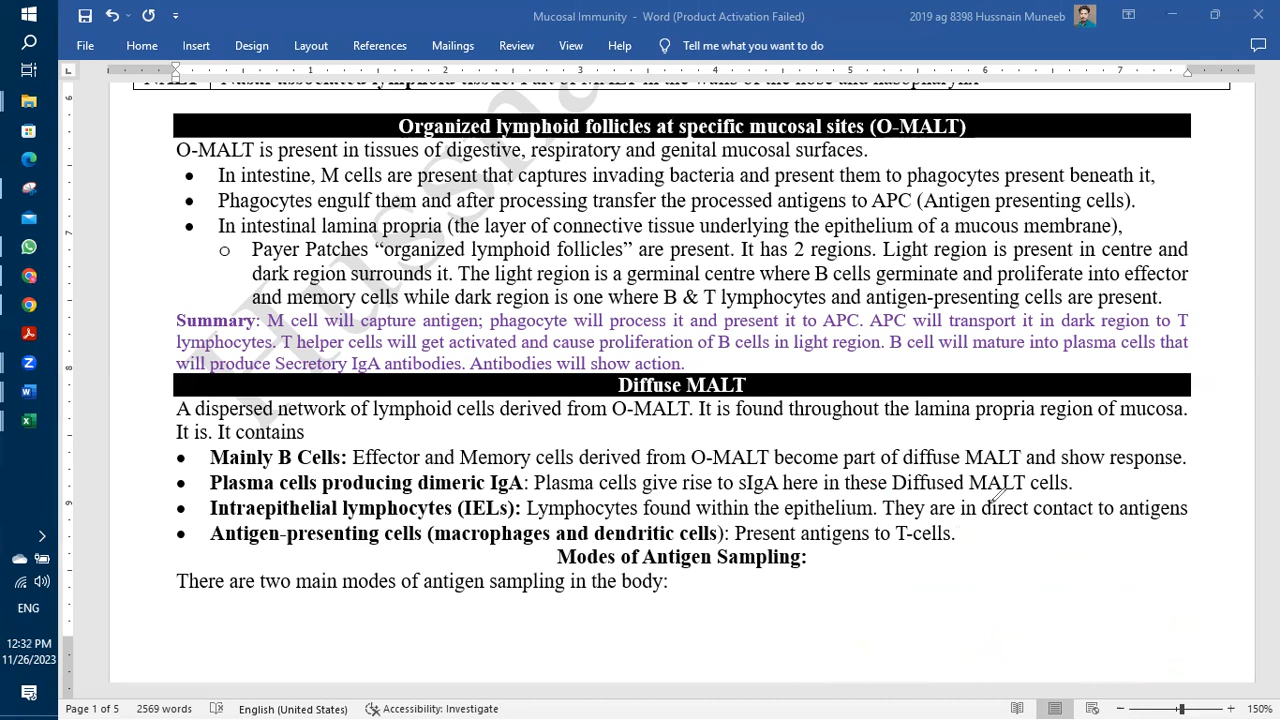 Mucosal Immunity - Word (Product Activation Failed)
2019 ag 8398 Hussnain Muneeb
File Home Insert Design Layout References Mailings Review View Help Tell me what you want to do
1 2 3 4 5 6 7
Organized lymphoid follicles at specific mucosal sites (O-MALT)
O-MALT is present in tissues of digestive, respiratory and genital mucosal surfaces.
• In intestine, M cells are present that captures invading bacteria and present them to phagocytes present beneath it,
• Phagocytes engulf them and after processing transfer the processed antigens to APC (Antigen presenting cells).
• In intestinal lamina propria (the layer of connective tissue underlying the epithelium of a mucous membrane),
o Payer Patches “organized lymphoid follicles” are present. It has 2 regions. Light region is present in centre and
dark region surrounds it. The light region is a germinal centre where B cells germinate and proliferate into effector
and memory cells while dark region is one where B & T lymphocytes and antigen-presenting cells are present.
Summary: M cell will capture antigen; phagocyte will process it and present it to APC. APC will transport it in dark region to T
lymphocytes. T helper cells will get activated and cause proliferation of B cells in light region. B cell will mature into plasma cells that
will produce Secretory IgA antibodies. Antibodies will show action.
Diffuse MALT
A dispersed network of lymphoid cells derived from O-MALT. It is found throughout the lamina propria region of mucosa.
It is. It contains
• Mainly B Cells: Effector and Memory cells derived from O-MALT become part of diffuse MALT and show response.
• Plasma cells producing dimeric IgA: Plasma cells give rise to sIgA here in these Diffused MALT cells.
• Intraepithelial lymphocytes (IELs): Lymphocytes found within the epithelium. They are in direct contact to antigens
• Antigen-presenting cells (macrophages and dendritic cells): Present antigens to T-cells.
Modes of Antigen Sampling:
There are two main modes of antigen sampling in the body:
6
7
8
9
ENG
12:32 PM
11/26/2023
Page 1 of 5 2569 words English (United States) Accessibility: Investigate 150%